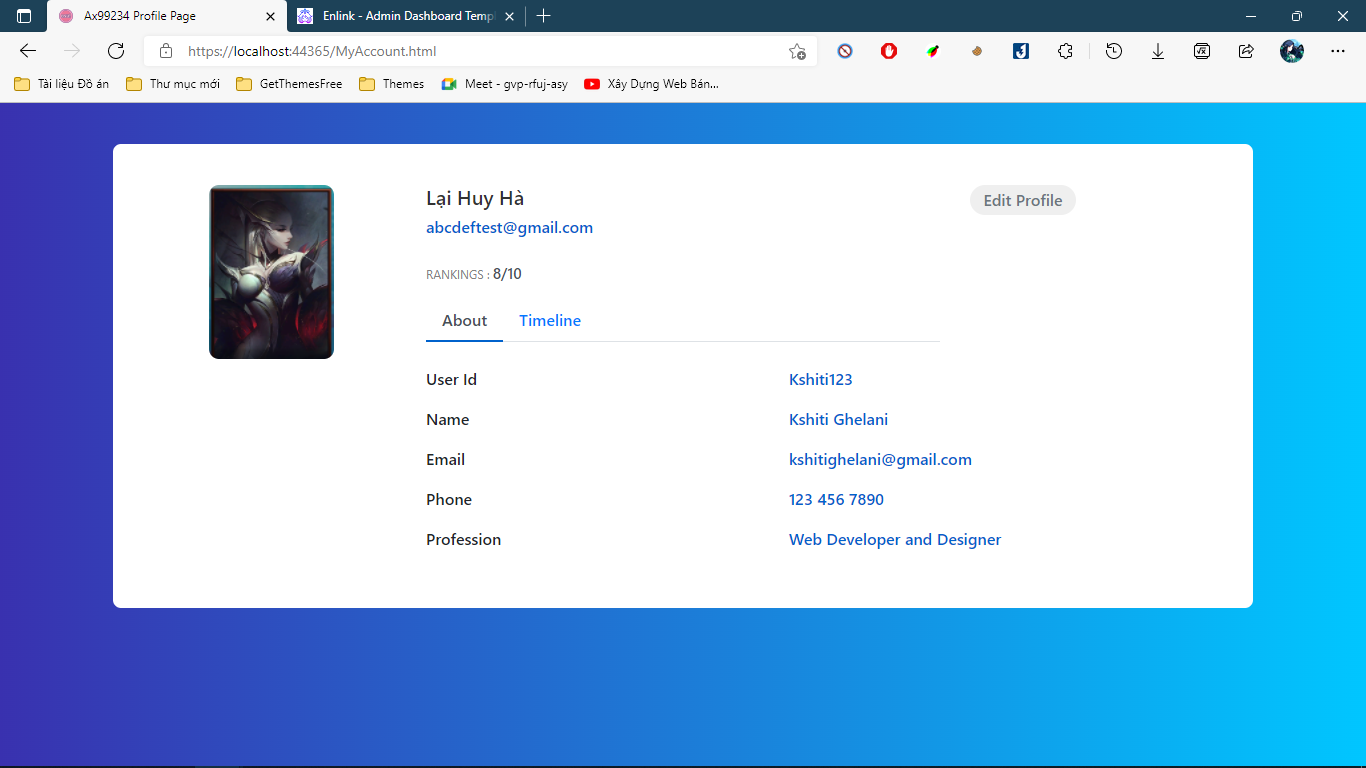 Ax99234 Profile Page
Enlink - Admin Dashboard Templ
https://localhost:44365/MyAccount.html
Tài liệu Đồ án
Thư mục mới
GetThemesFree
Themes
Meet - gvp-rfuj-asy
Xây Dựng Web Bán...
Lại Huy Hà
Edit Profile
abcdeftest@gmail.com
RANKINGS : 8/10
About
Timeline
User Id
Kshiti123
Name
Kshiti Ghelani
Email
kshitighelani@gmail.com
Phone
123 456 7890
Profession
Web Developer and Designer